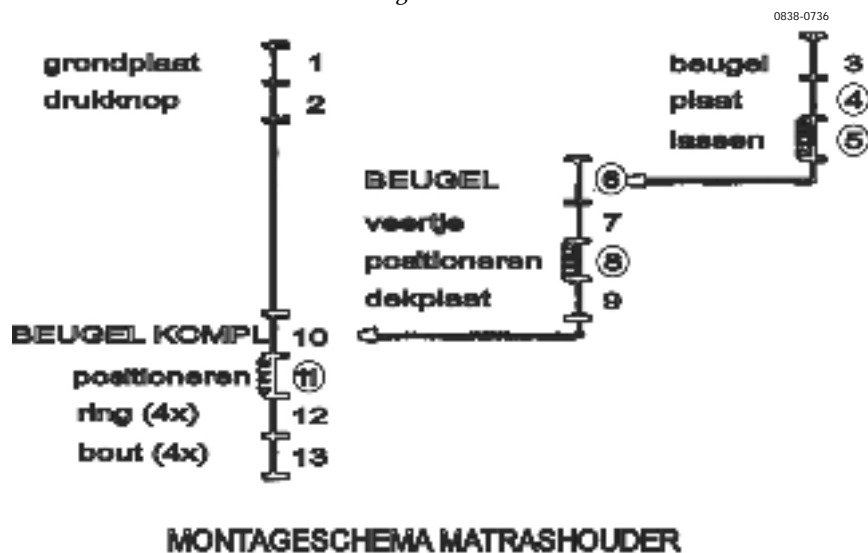 0838-0736
grondplaat 1
drukknop 2
beugel 3
plaat 4
lassen 5
BEUGEL 6
veertje 7
positioneren 8
dekplaat 9
BEUGEL KOMPL 10
positioneren 11
ring (4x) 12
bout (4x) 13
MONTAGESCHEMA MATRASHOUDER